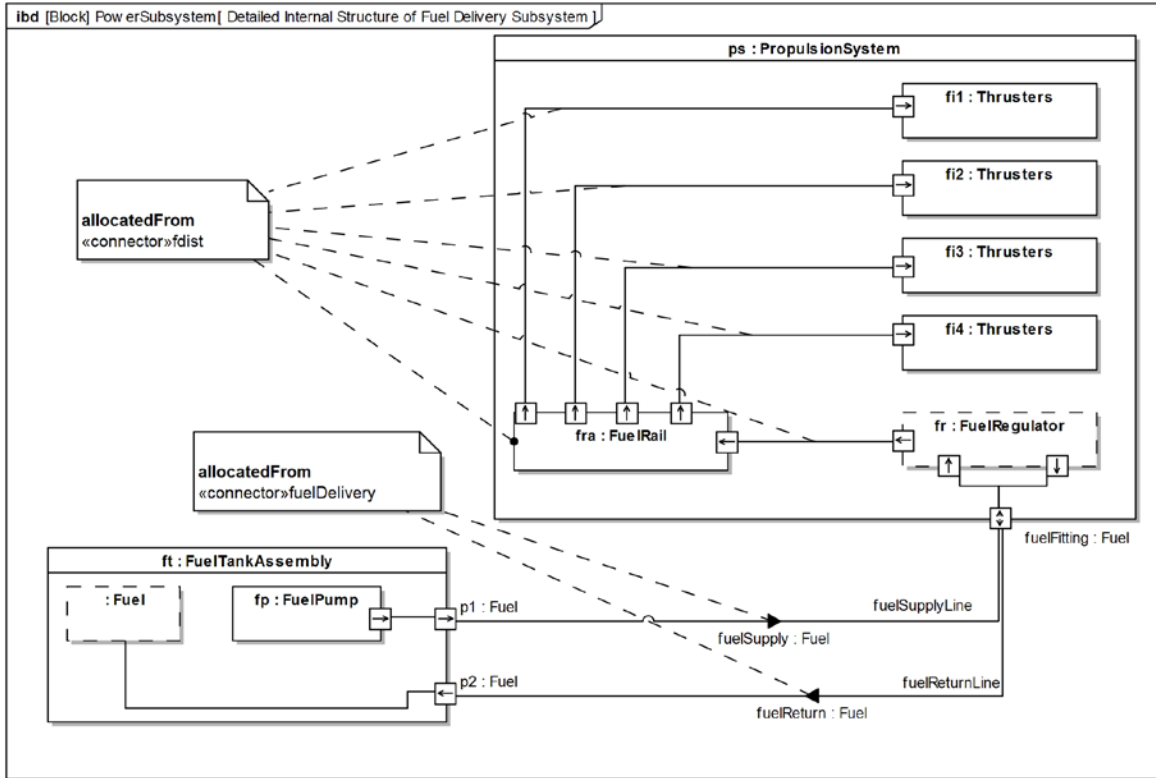 ibd [Block] PowerSubsystem[ Detailed Internal Structure of Fuel Delivery Subsystem ]
ps : PropulsionSystem
fi1 : Thrusters
fi2 : Thrusters
allocatedFrom
«connector»fdist
fi3 : Thrusters
fi4 : Thrusters
fra : FuelRail
fr : FuelRegulator
allocatedFrom
«connector»fuelDelivery
fuelFitting : Fuel
ft : FuelTankAssembly
: Fuel
fp : FuelPump
p1 : Fuel
fuelSupplyLine
fuelSupply : Fuel
p2 : Fuel
fuelReturnLine
fuelReturn : Fuel